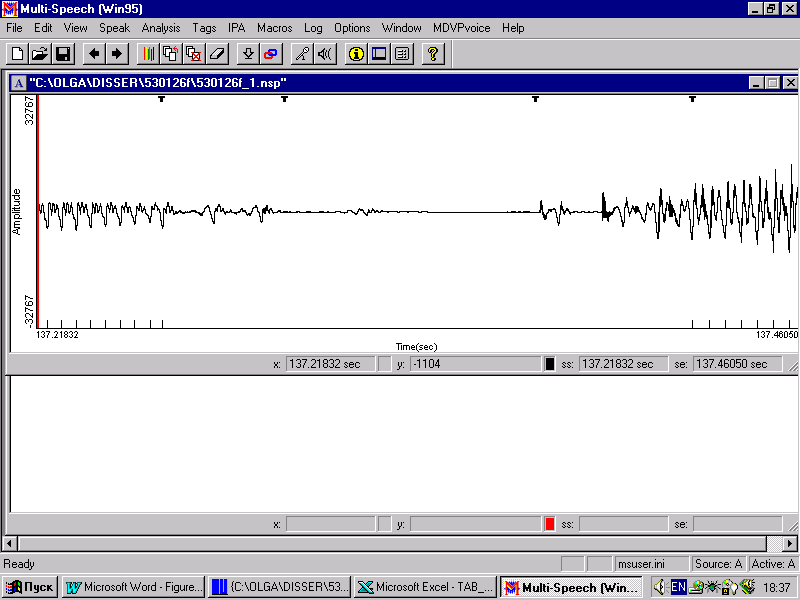 Multi-Speech (Win95)
File Edit View Speak Analysis Tags IPA Macros Log Options Window MDVPvoice Help
A "C:\OLGA\DISSER\530126f\530126f_1.nsp"
32767
Amplitude
-32767
137.21832 137.46050
Time(sec)
x: 137.21832 sec y: -1104 ss: 137.21832 sec se: 137.46050 sec
x: y: ss: se:
Ready msuser.ini Source: A Active: A
Пуск Microsoft Word - Figure... {C:\OLGA\DISSER\53... Microsoft Excel - TAB_... Multi-Speech (Win... EN 18:37